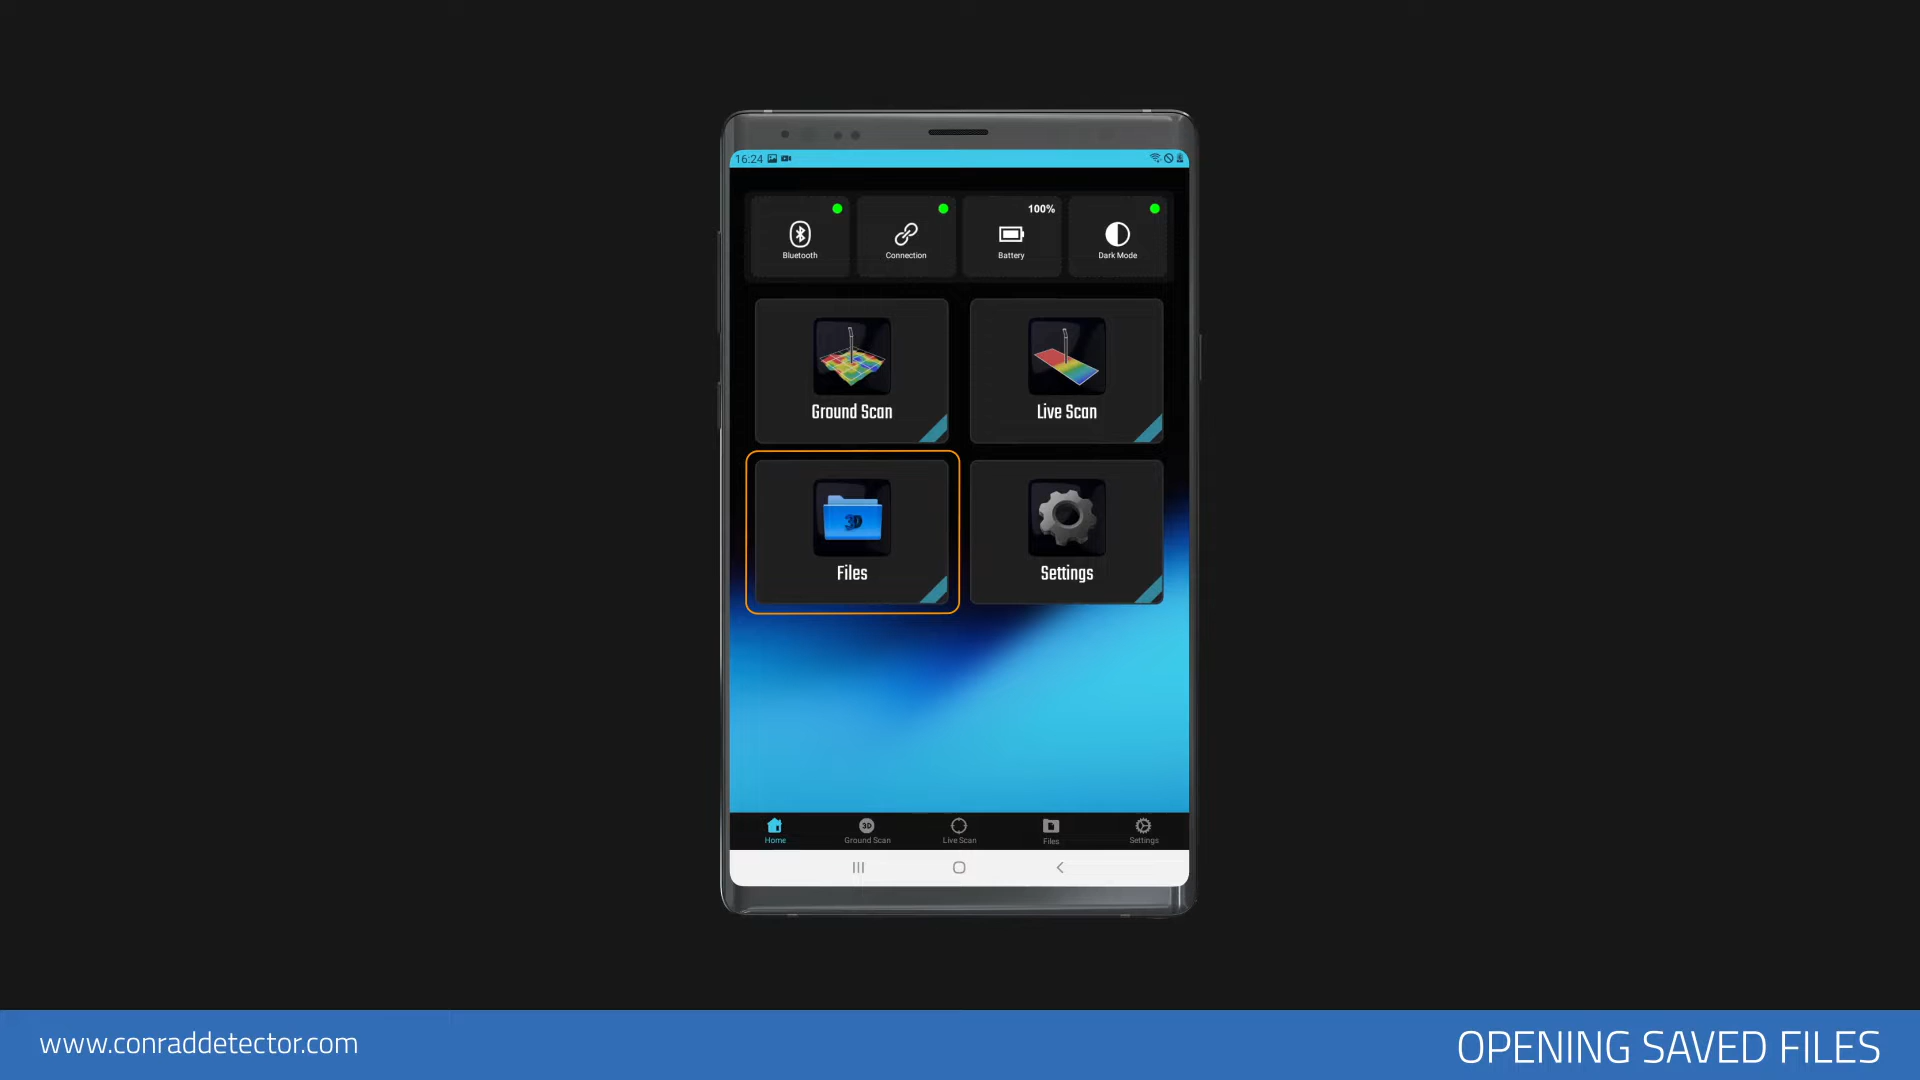 16:24
100%
Bluetooth
Connection
Battery
Dark Mode
Ground Scan
Live Scan
3D
Files
Settings
Home
3D
Ground Scan
Live Scan
Files
Settings
www.conraddetector.com
OPENING SAVED FILES